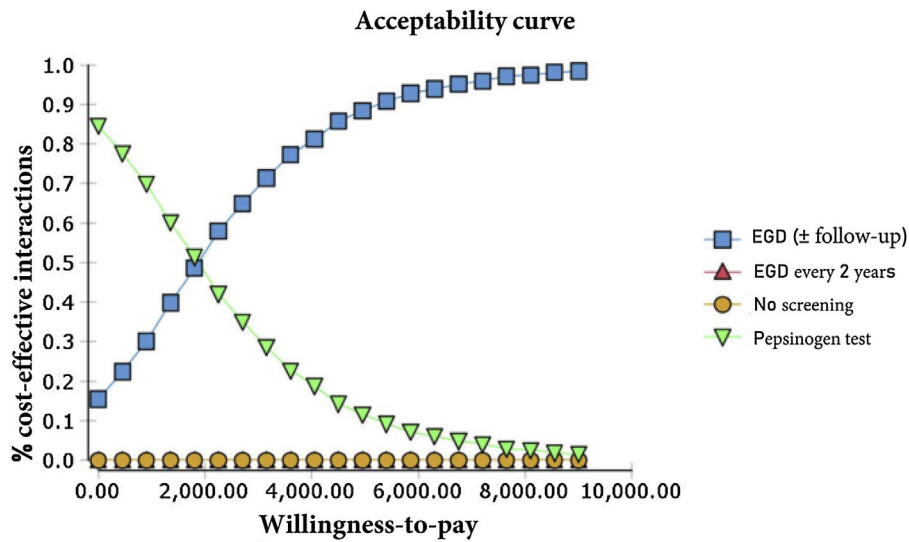 Acceptability curve
% cost-effective interactions
1.0
0.9
0.8
0.7
0.6
0.5
0.4
0.3
0.2
0.1
0.0
0.00 2,000.00 4,000.00 6,000.00 8,000.00 10,000.00
Willingness-to-pay
EGD (± follow-up)
EGD every 2 years
No screening
Pepsinogen test